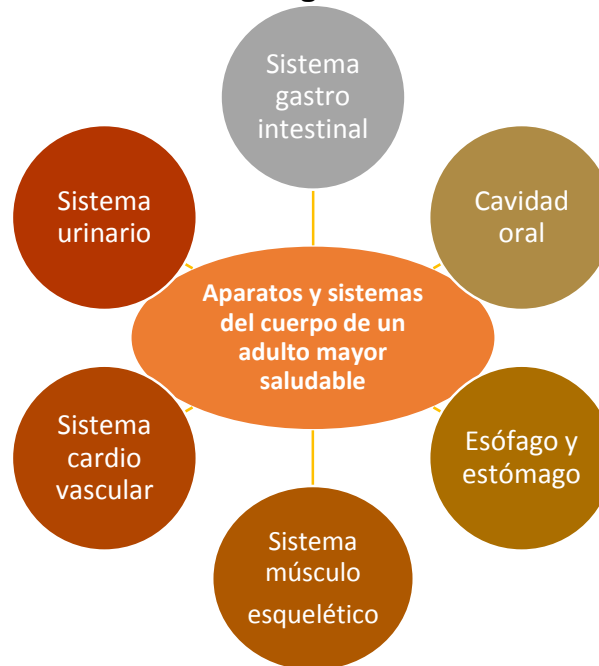 Sistema
gastro
intestinal
Cavidad
oral
Esófago y
estómago
Sistema
músculo
esquelético
Sistema
cardio
vascular
Sistema
urinario
Aparatos y sistemas
del cuerpo de un
adulto mayor
saludable